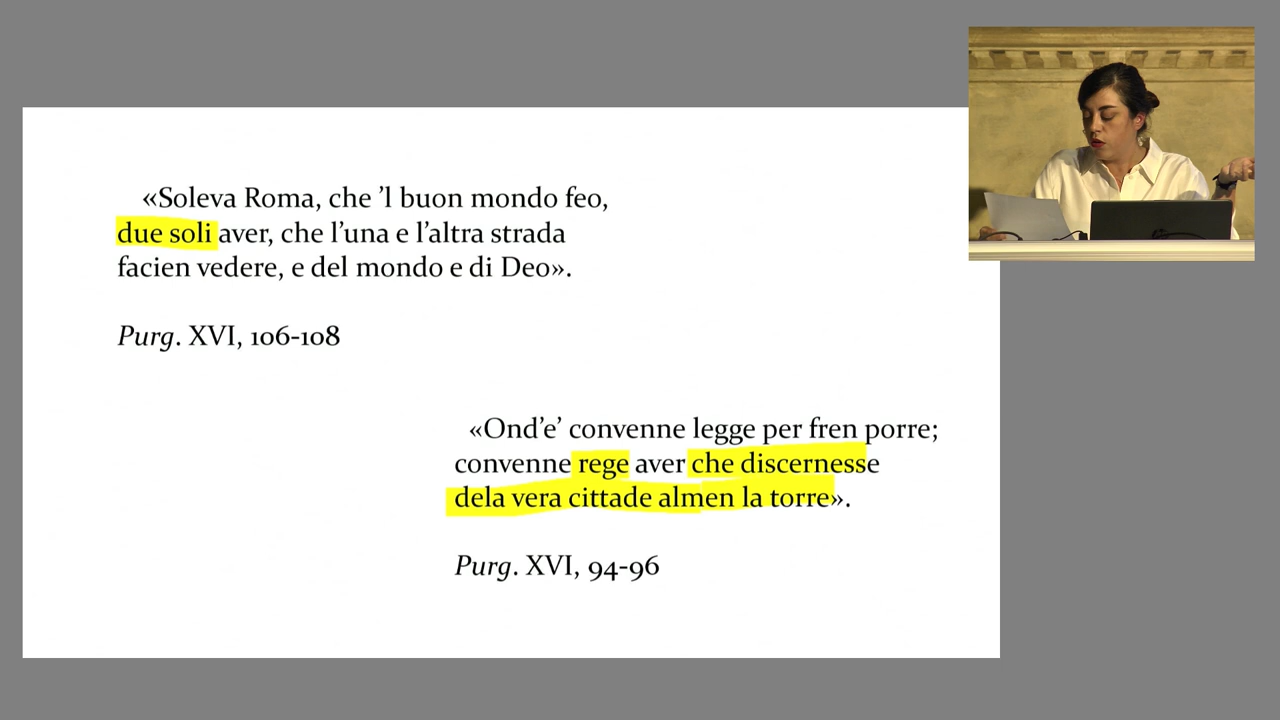 «Soleva Roma, che ’l buon mondo feo,
due soli aver, che l’una e l’altra strada
facien vedere, e del mondo e di Deo».
Purg. XVI, 106-108
«Ond’e’ convenne legge per fren porre;
convenne rege aver che discernesse
dela vera cittade almen la torre».
Purg. XVI, 94-96